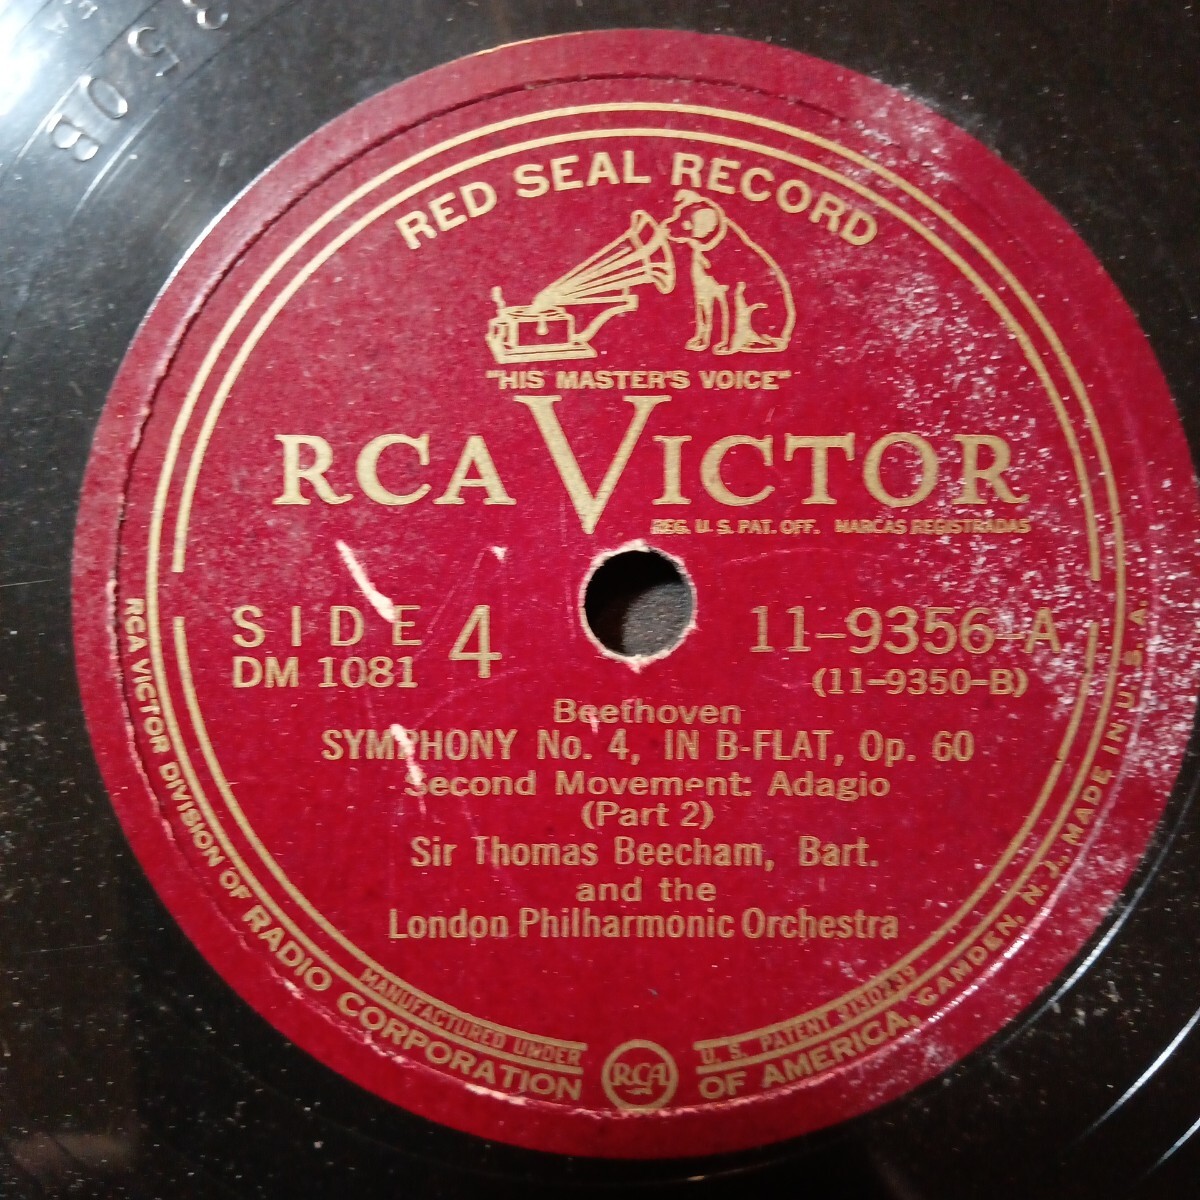 50B
RED SEAL RECORD
"HIS MASTER'S VOICE"
RCA VICTOR
REG. U. S. PAT. OFF. MARCAS REGISTRADAS
SIDE 4
DM 1081
11-9356-A
(11-9350-B)
Beethoven
SYMPHONY No. 4, IN B-FLAT, Op. 60
Second Movement: Adagio
(Part 2)
Sir Thomas Beecham, Bart.
and the
London Philharmonic Orchestra
MANUFACTURED UNDER U. S. PATENT 2130239
RCA VICTOR DIVISION OF RADIO CORPORATION OF AMERICA, CAMDEN, N. J., MADE IN U. S. A.
RCA